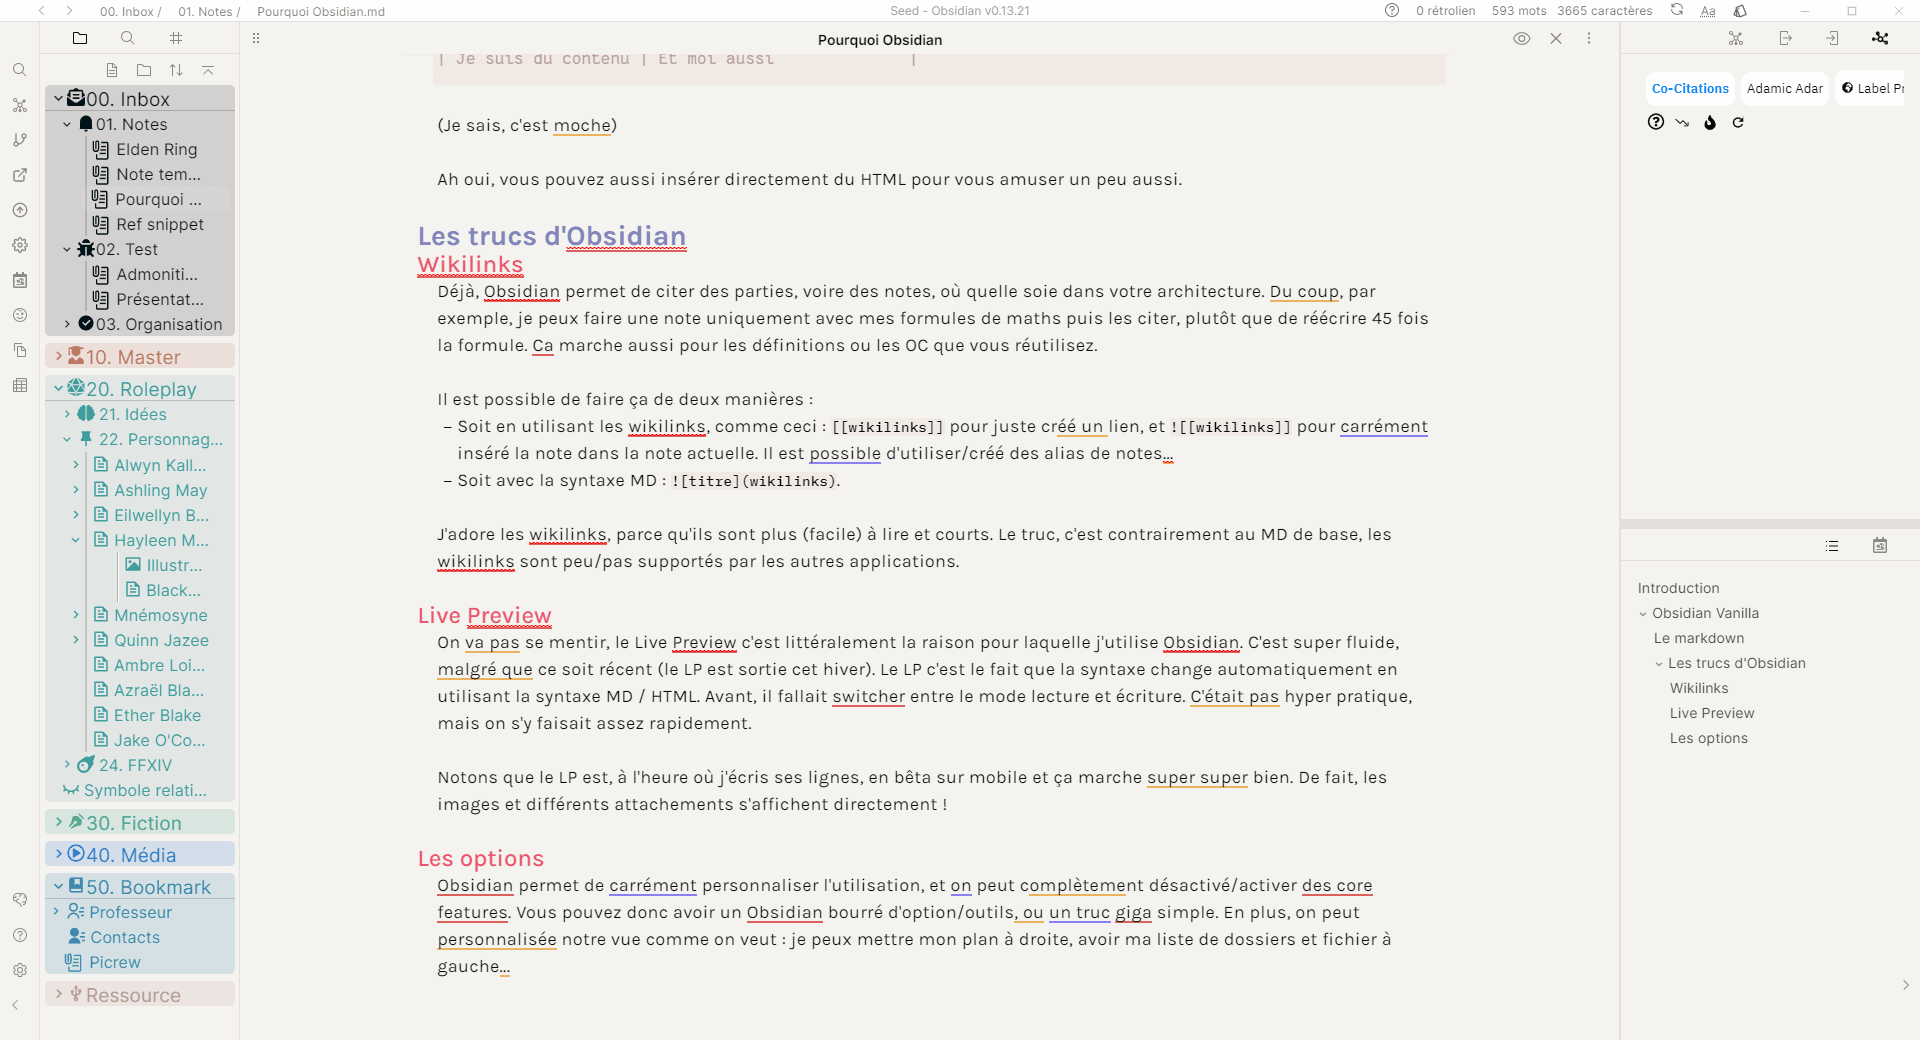 00. Inbox / 01. Notes / Pourquoi Obsidian.md
Seed - Obsidian v0.13.21
0 rétrolien 593 mots 3665 caractères
Aa
00. Inbox
01. Notes
Elden Ring
Note tem...
Pourquoi ...
Ref snippet
02. Test
Admoniti...
Présentat...
03. Organisation
10. Master
20. Roleplay
21. Idées
22. Personnag...
Alwyn Kall...
Ashling May
Eilwellyn B...
Hayleen M...
Illustr...
Black...
Mnémosyne
Quinn Jazee
Ambre Loi...
Azraël Bla...
Ether Blake
Jake O'Co...
24. FFXIV
Symbole relati...
30. Fiction
40. Média
50. Bookmark
Professeur
Contacts
Picrew
Ressource
Pourquoi Obsidian
| Je suis du contenu | Et moi aussi |
(Je sais, c'est moche)
Ah oui, vous pouvez aussi insérer directement du HTML pour vous amuser un peu aussi.
Les trucs d'Obsidian
Wikilinks
Déjà, Obsidian permet de citer des parties, voire des notes, où quelle soie dans votre architecture. Du coup, par
exemple, je peux faire une note uniquement avec mes formules de maths puis les citer, plutôt que de réécrire 45 fois
la formule. Ca marche aussi pour les définitions ou les OC que vous réutilisez.
Il est possible de faire ça de deux manières :
– Soit en utilisant les wikilinks, comme ceci : [[wikilinks]] pour juste créé un lien, et ![[wikilinks]] pour carrément
inséré la note dans la note actuelle. Il est possible d'utiliser/créé des alias de notes...
– Soit avec la syntaxe MD : ![titre](wikilinks).
J'adore les wikilinks, parce qu'ils sont plus (facile) à lire et courts. Le truc, c'est contrairement au MD de base, les
wikilinks sont peu/pas supportés par les autres applications.
Live Preview
On va pas se mentir, le Live Preview c'est littéralement la raison pour laquelle j'utilise Obsidian. C'est super fluide,
malgré que ce soit récent (le LP est sortie cet hiver). Le LP c'est le fait que la syntaxe change automatiquement en
utilisant la syntaxe MD / HTML. Avant, il fallait switcher entre le mode lecture et écriture. C'était pas hyper pratique,
mais on s'y faisait assez rapidement.
Notons que le LP est, à l'heure où j'écris ses lignes, en bêta sur mobile et ça marche super super bien. De fait, les
images et différents attachements s'affichent directement !
Les options
Obsidian permet de carrément personnaliser l'utilisation, et on peut complètement désactivé/activer des core
features. Vous pouvez donc avoir un Obsidian bourré d'option/outils, ou un truc giga simple. En plus, on peut
personnalisée notre vue comme on veut : je peux mettre mon plan à droite, avoir ma liste de dossiers et fichier à
gauche...
Co-Citations Adamic Adar Label Pr
Introduction
Obsidian Vanilla
Le markdown
Les trucs d'Obsidian
Wikilinks
Live Preview
Les options